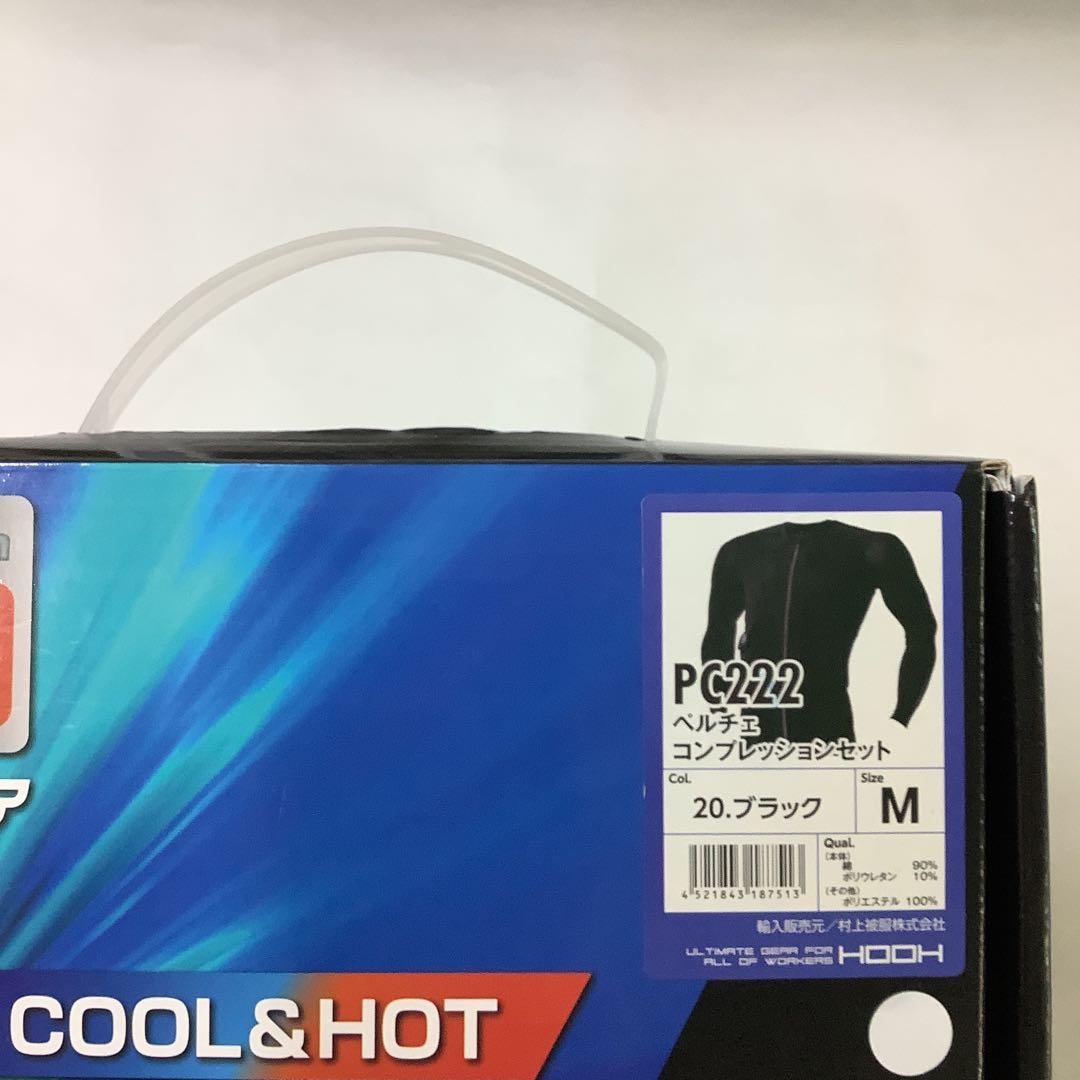 PC222
ペルチェ
コンプレッションセット
Col.
20.ブラック
Size
M
4 521843 187513
Qual.
(本体)
綿 90%
ポリウレタン 10%
(その他)
ポリエステル 100%
輸入販売元／村上被服株式会社
ULTIMATE GEAR FOR
ALL OF WORKERS
HOOH
COOL&HOT